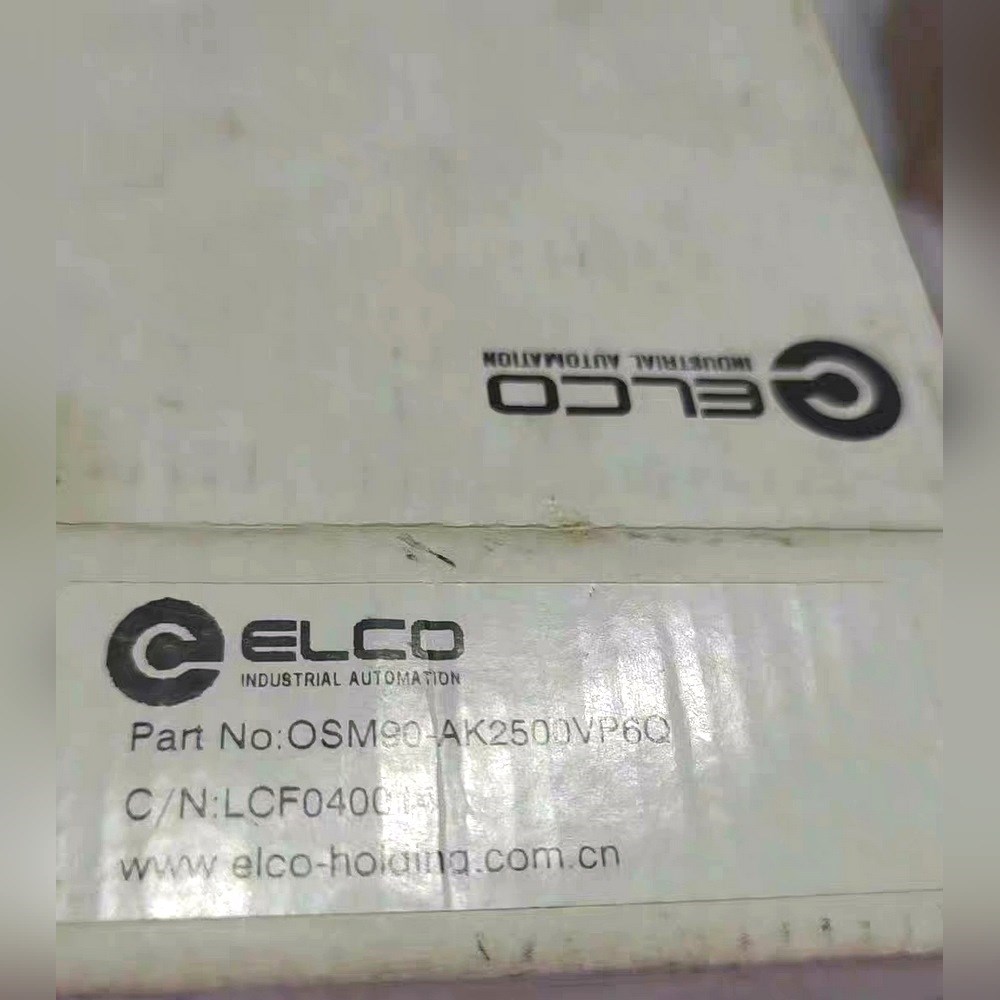 ELCO
INDUSTRIAL AUTOMATION
ELCO
INDUSTRIAL AUTOMATION
Part No:OSM90-AK2500VP6Q
www.elco-holding.com.cn